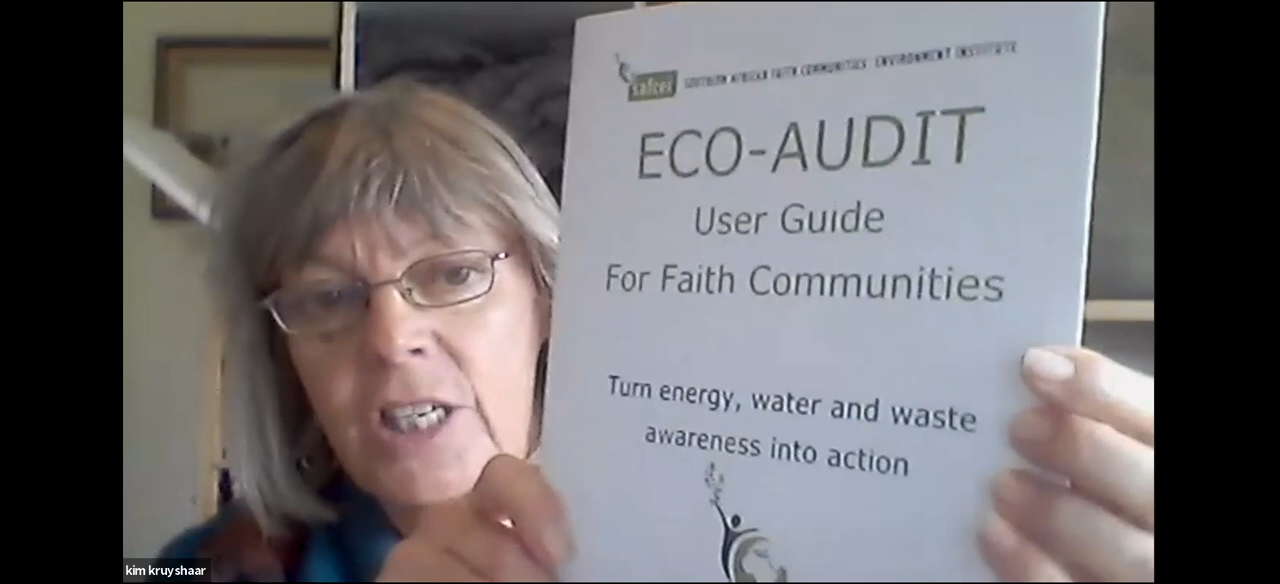 safcei SOUTHERN AFRICAN FAITH COMMUNITIES' ENVIRONMENT INSTITUTE
ECO-AUDIT
User Guide
For Faith Communities
Turn energy, water and waste
awareness into action
kim kruyshaar